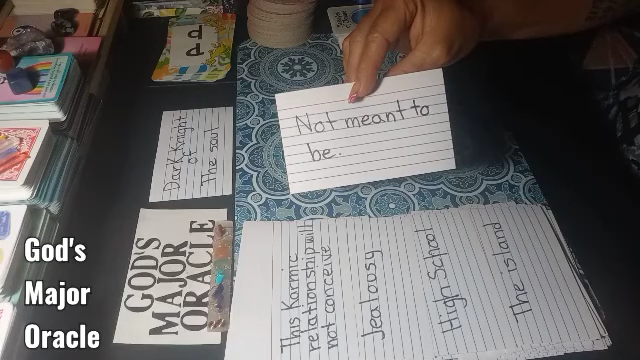 Not meant to
be.
Dark Knight
of
The soul
GOD'S
MAJOR
ORACLE
This Karmic
relationship will
not conceive
Jealousy
High School
The island
God's
Major
Oracle